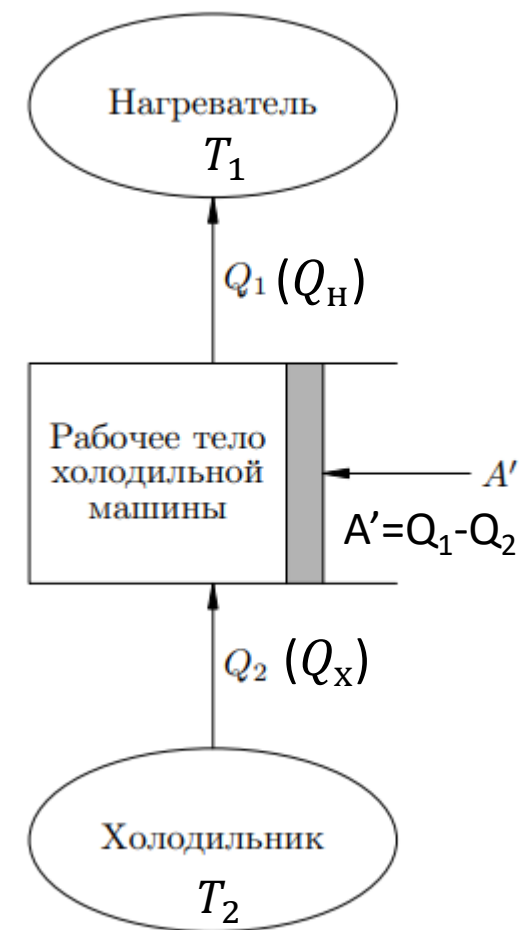 Нагреватель
T₁
Q₁ (Qн)
Рабочее тело
холодильной
машины
A′
A’=Q₁-Q₂
Q₂ (Qх)
Холодильник
T₂